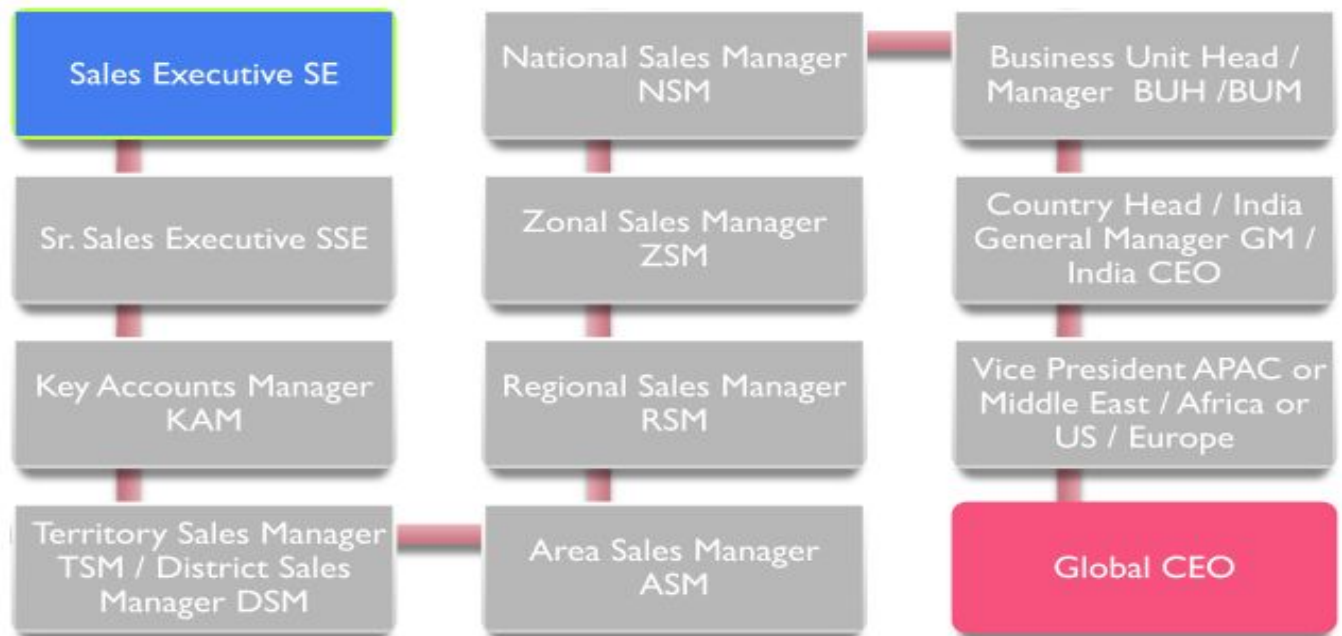 Sales Executive SE
Sr. Sales Executive SSE
Key Accounts Manager
KAM
Territory Sales Manager
TSM / District Sales
Manager DSM
Area Sales Manager
ASM
Regional Sales Manager
RSM
Zonal Sales Manager
ZSM
National Sales Manager
NSM
Business Unit Head /
Manager BUH /BUM
Country Head / India
General Manager GM /
India CEO
Vice President APAC or
Middle East / Africa or
US / Europe
Global CEO